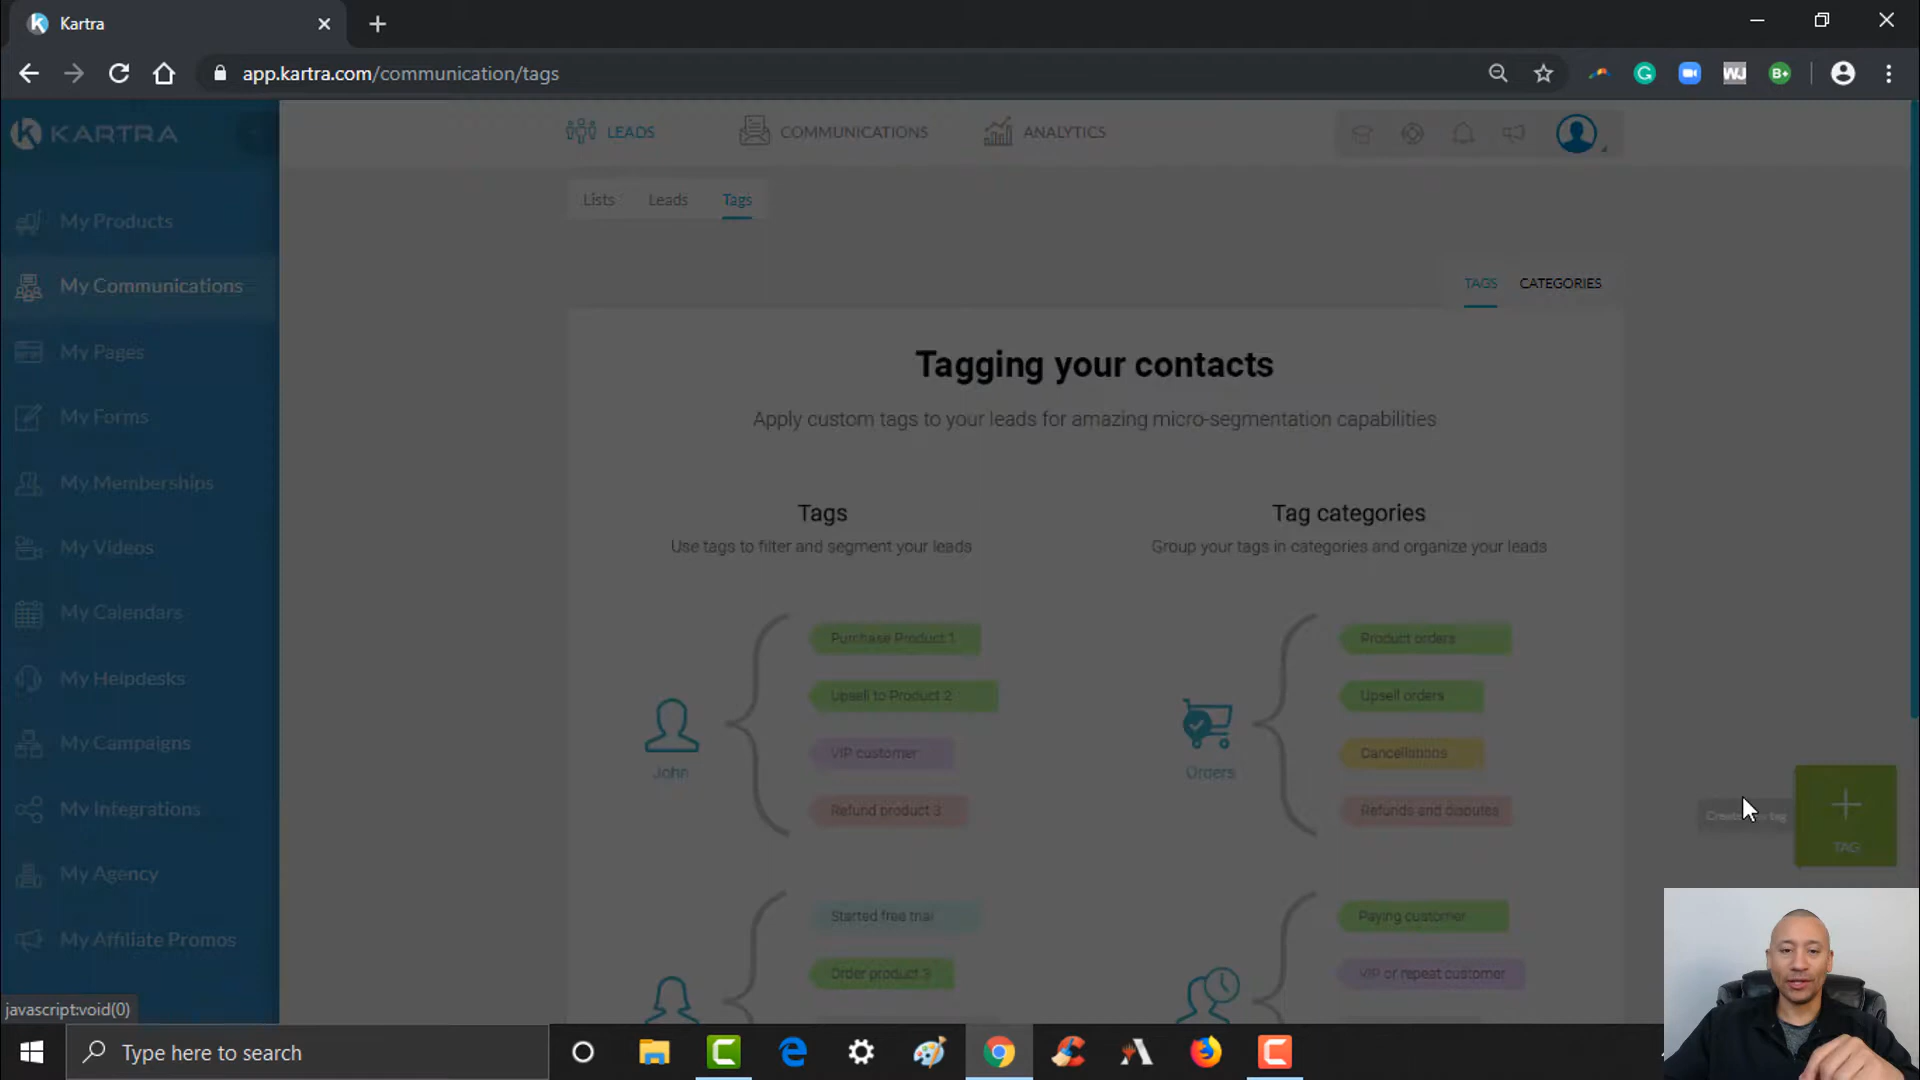 Kartra
app.kartra.com/communication/tags
WJ
B+
KARTRA
LEADS
COMMUNICATIONS
ANALYTICS
My Products
My Communications
My Pages
My Forms
My Memberships
My Videos
My Calendars
My Helpdesks
My Campaigns
My Integrations
My Agency
My Affiliate Promos
Lists
Leads
Tags
TAGS
CATEGORIES
Tagging your contacts
Apply custom tags to your leads for amazing micro-segmentation capabilities
Tags
Use tags to filter and segment your leads
Purchase Product 1
Upsell to Product 2
VIP customer
Refund product 3
John
Started free trial
Order product 3
Tag categories
Group your tags in categories and organize your leads
Product orders
Upsell orders
Cancellations
Refunds and disputes
Orders
Paying customer
VIP or repeat customer
tag
TAG
javascript:void(0)
Type here to search